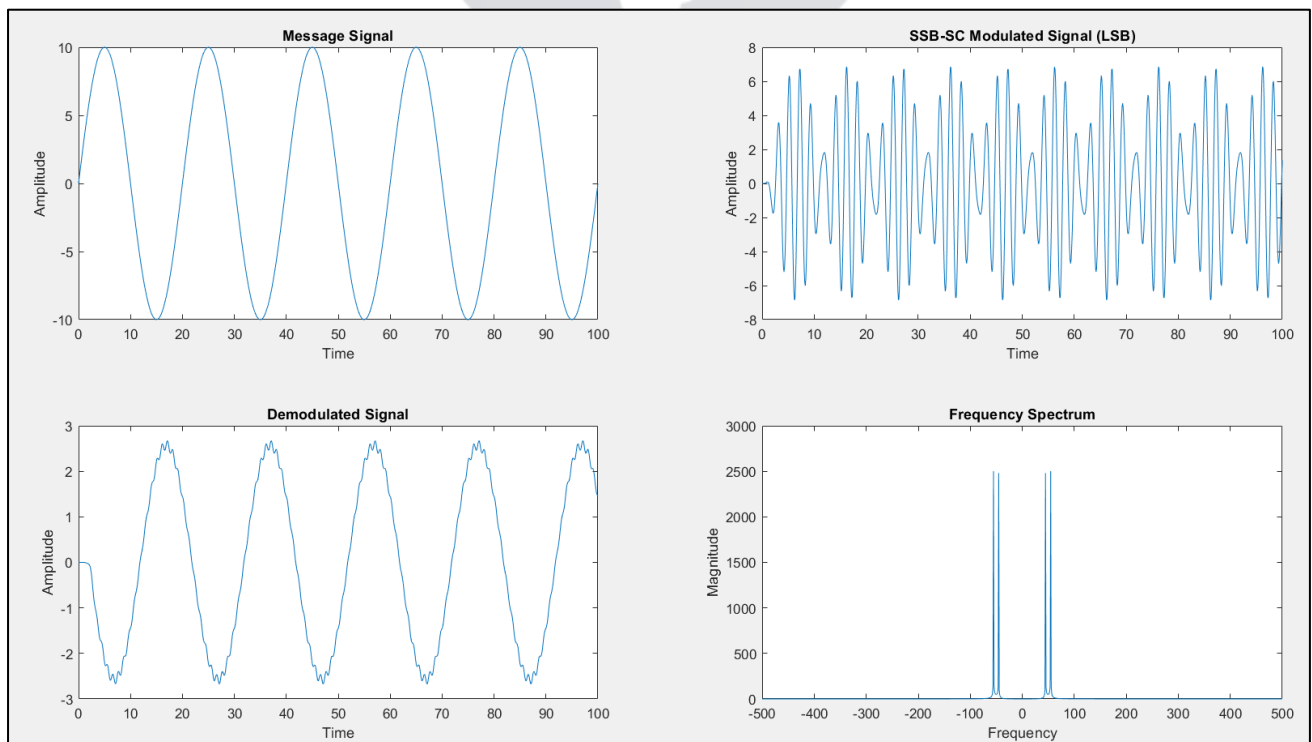 Message Signal
10
5
0
-5
-10
Amplitude
0 10 20 30 40 50 60 70 80 90 100
Time
SSB-SC Modulated Signal (LSB)
8
6
4
2
0
-2
-4
-6
-8
Amplitude
0 10 20 30 40 50 60 70 80 90 100
Time
Demodulated Signal
3
2
1
0
-1
-2
-3
Amplitude
0 10 20 30 40 50 60 70 80 90 100
Time
Frequency Spectrum
3000
2500
2000
1500
1000
500
0
Magnitude
-500 -400 -300 -200 -100 0 100 200 300 400 500
Frequency